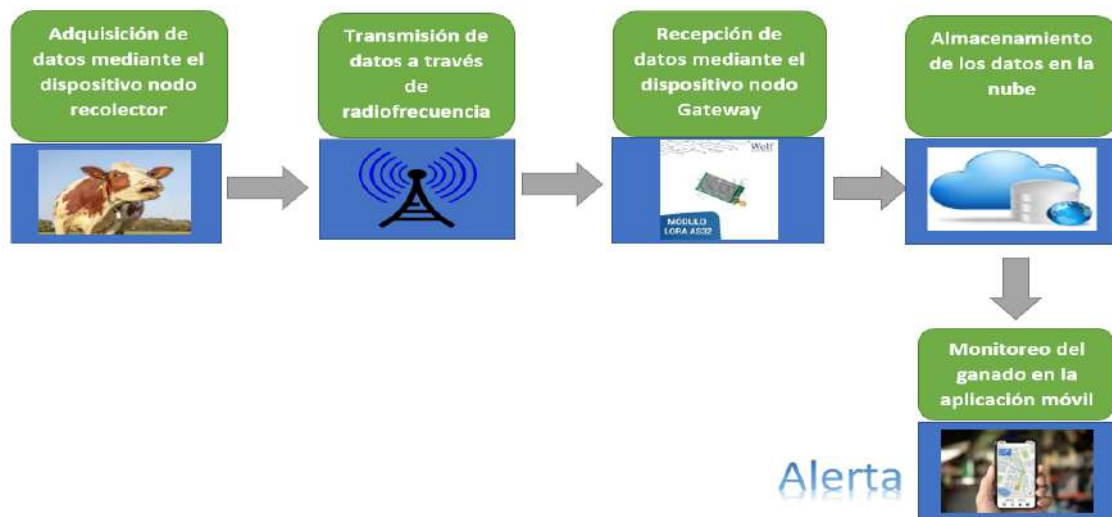 Adquisición de
datos mediante el
dispositivo nodo
recolector
Transmisión de
datos a través
de
radiofrecuencia
Recepción de
datos mediante el
dispositivo nodo
Gateway
Almacenamiento
de los datos en la
nube
MÓDULO
LORA AS32
Monitoreo del
ganado en la
aplicación móvil
Alerta